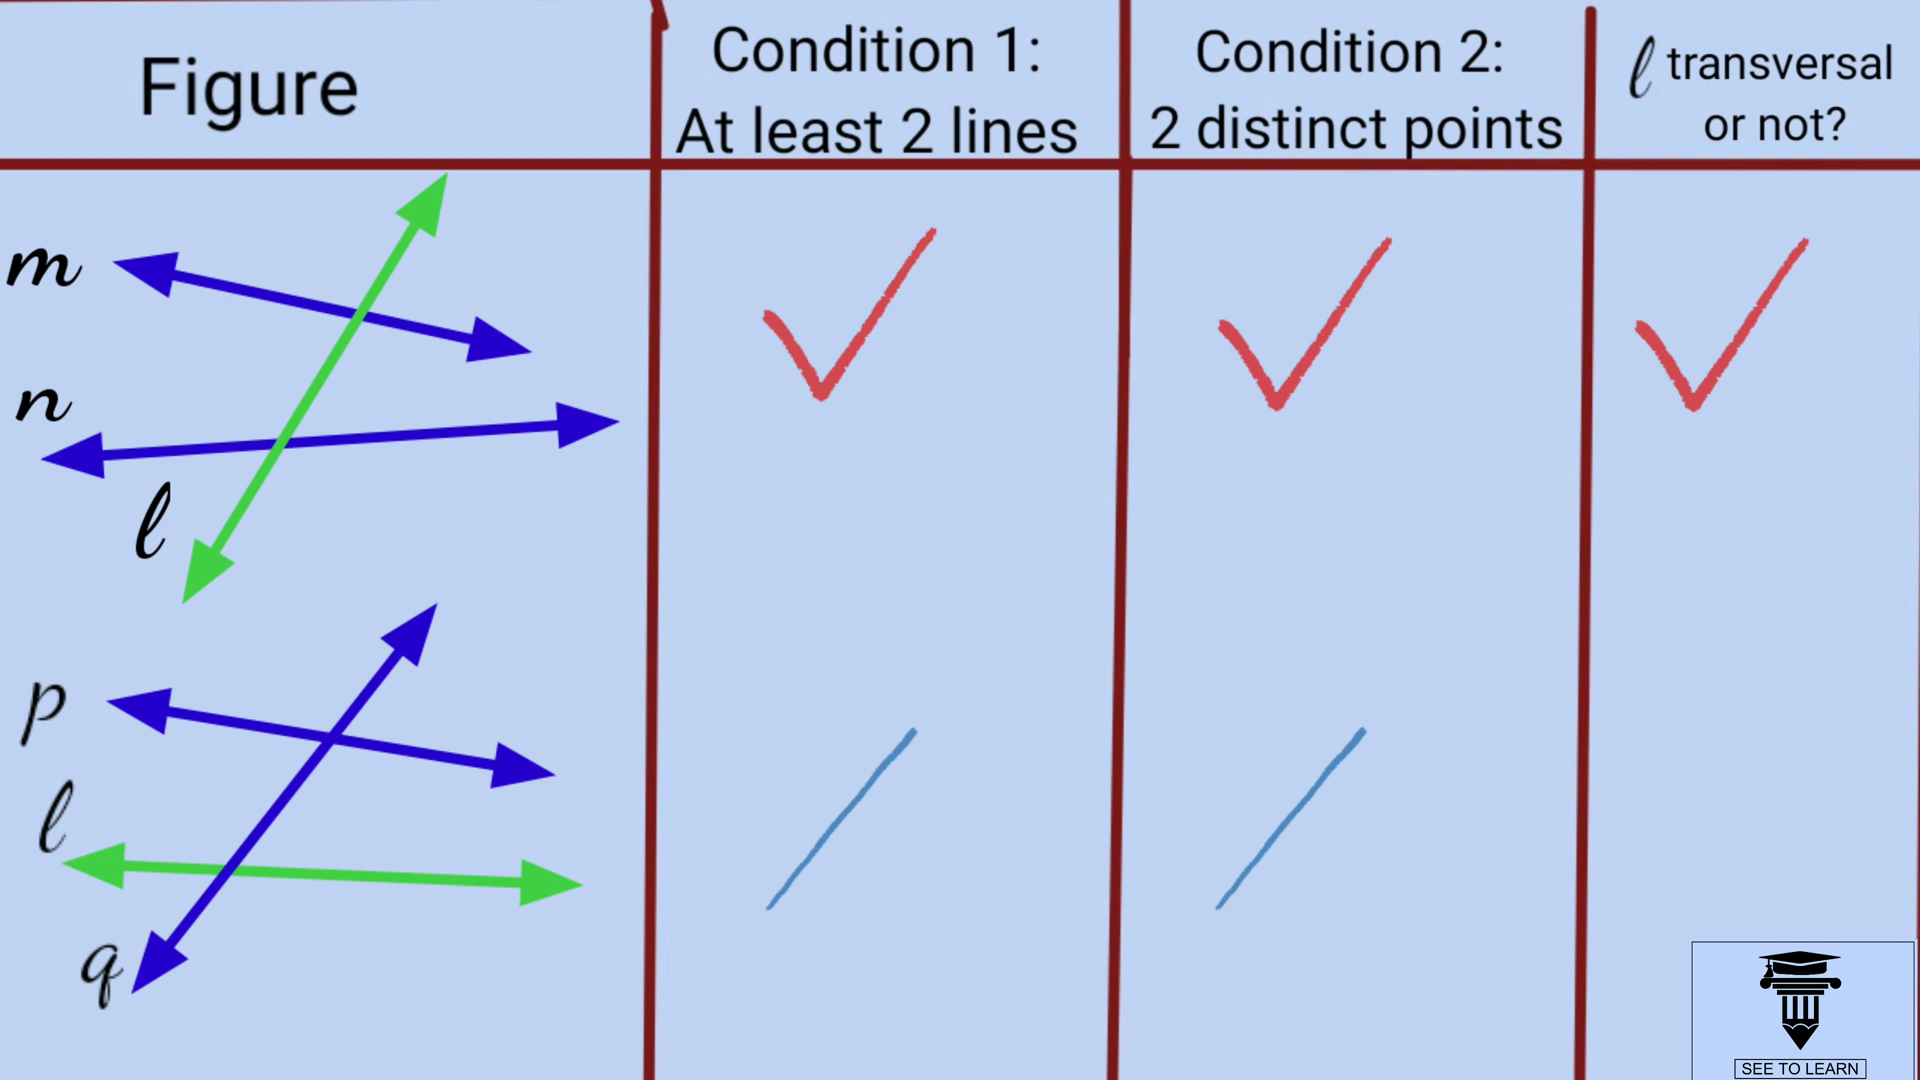 Figure
Condition 1:
At least 2 lines
Condition 2:
2 distinct points
ℓ transversal
or not?
m
n
ℓ
p
ℓ
q
SEE TO LEARN